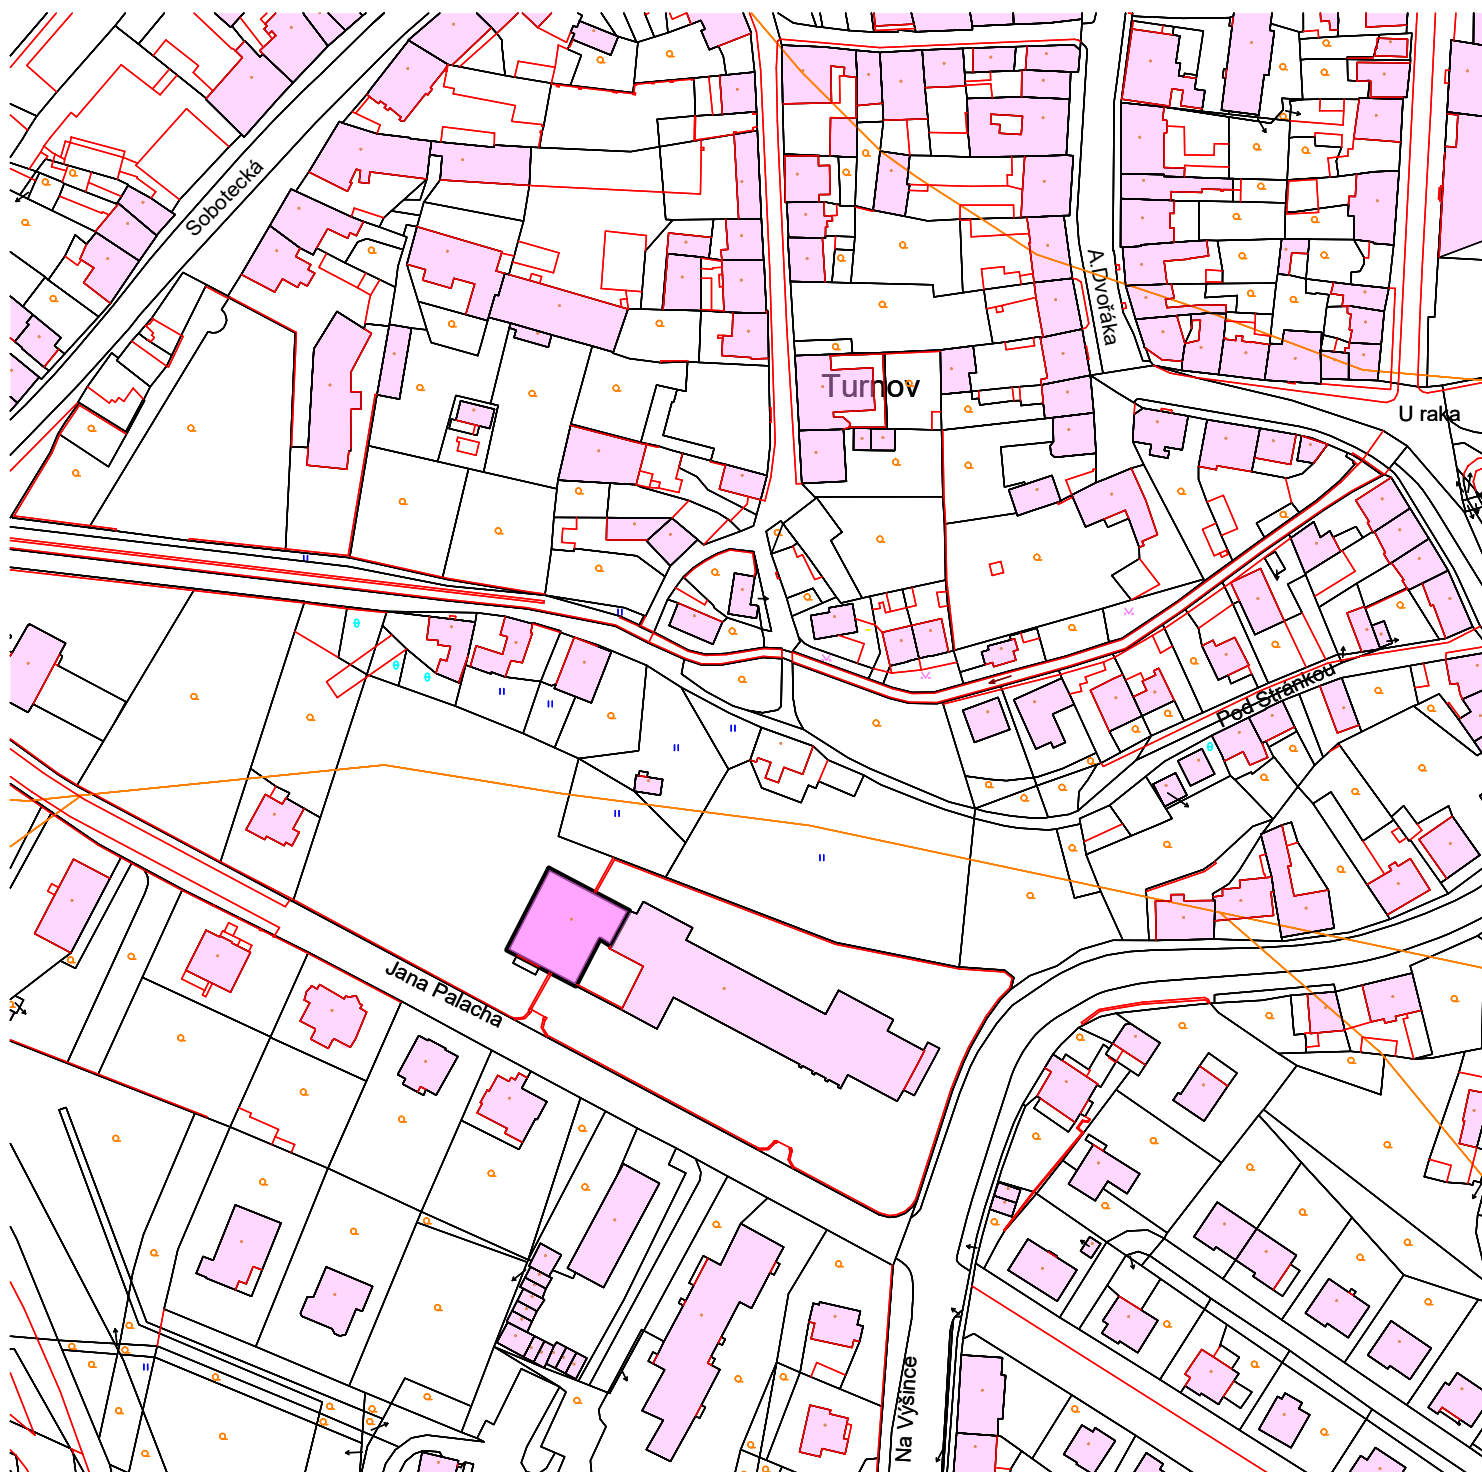 Sobotecká
A.Dvořáka
Turnov
U raka
Pod Stránkou
Jana Palacha
Na Výšince